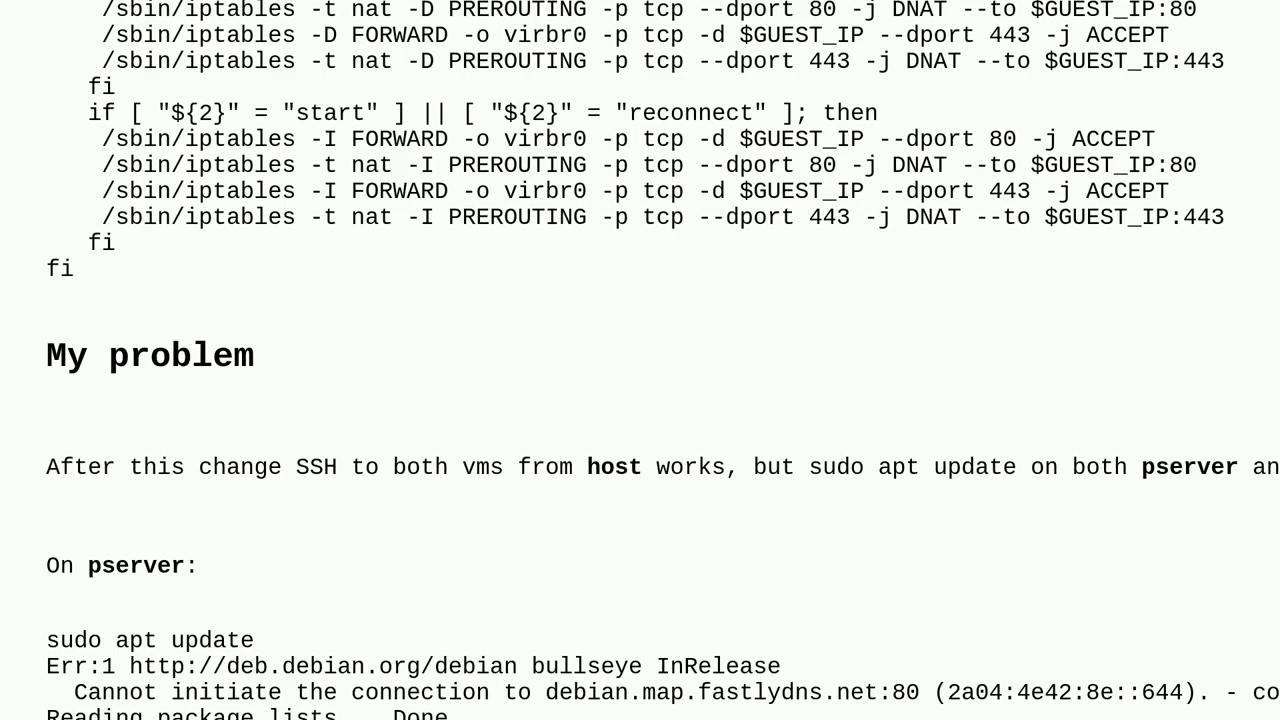 /sbin/iptables -t nat -D PREROUTING -p tcp --dport 80 -j DNAT --to $GUEST_IP:80
/sbin/iptables -D FORWARD -o virbr0 -p tcp -d $GUEST_IP --dport 443 -j ACCEPT
/sbin/iptables -t nat -D PREROUTING -p tcp --dport 443 -j DNAT --to $GUEST_IP:443
fi
if [ "${2}" = "start" ] || [ "${2}" = "reconnect" ]; then
/sbin/iptables -I FORWARD -o virbr0 -p tcp -d $GUEST_IP --dport 80 -j ACCEPT
/sbin/iptables -t nat -I PREROUTING -p tcp --dport 80 -j DNAT --to $GUEST_IP:80
/sbin/iptables -I FORWARD -o virbr0 -p tcp -d $GUEST_IP --dport 443 -j ACCEPT
/sbin/iptables -t nat -I PREROUTING -p tcp --dport 443 -j DNAT --to $GUEST_IP:443
fi
fi
My problem
After this change SSH to both vms from host works, but sudo apt update on both pserver an
On pserver:
sudo apt update
Err:1 http://deb.debian.org/debian bullseye InRelease
Cannot initiate the connection to debian.map.fastlydns.net:80 (2a04:4e42:8e::644). - co
Reading package lists... Done